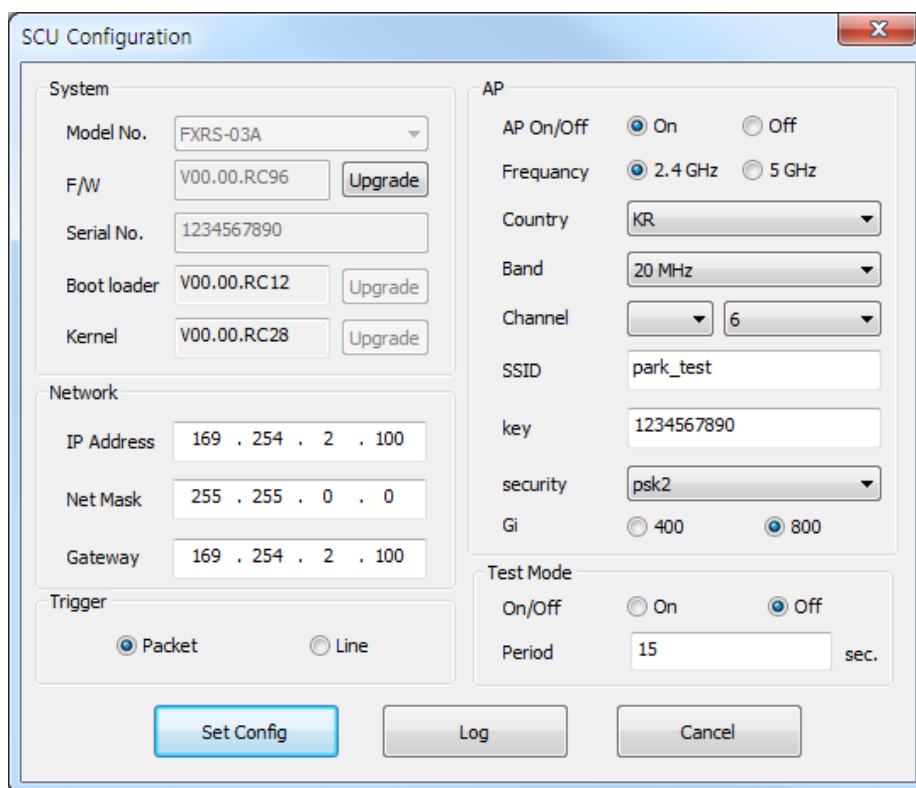 SCU Configuration
System
Model No. FXRS-03A
F/W V00.00.RC96 Upgrade
Serial No. 1234567890
Boot loader V00.00.RC12 Upgrade
Kernel V00.00.RC28 Upgrade
Network
IP Address 169 . 254 . 2 . 100
Net Mask 255 . 255 . 0 . 0
Gateway 169 . 254 . 2 . 100
Trigger
Packet Line
AP
AP On/Off On Off
Frequancy 2.4 GHz 5 GHz
Country KR
Band 20 MHz
Channel 6
SSID park_test
key 1234567890
security psk2
Gi 400 800
Test Mode
On/Off On Off
Period 15 sec.
Set Config Log Cancel